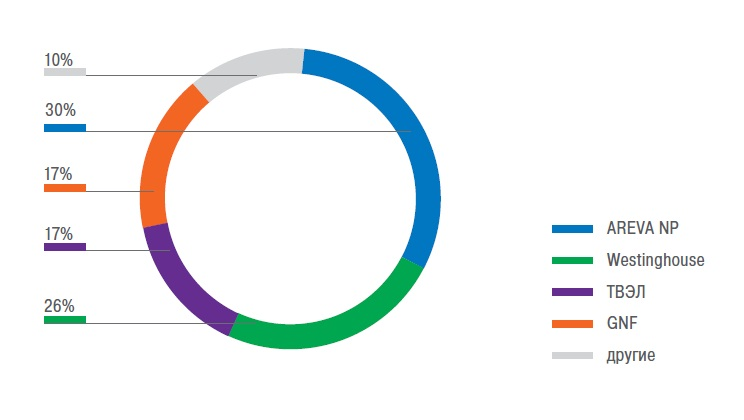 10%
30%
17%
17%
26%
AREVA NP
Westinghouse
ТВЭЛ
GNF
другие